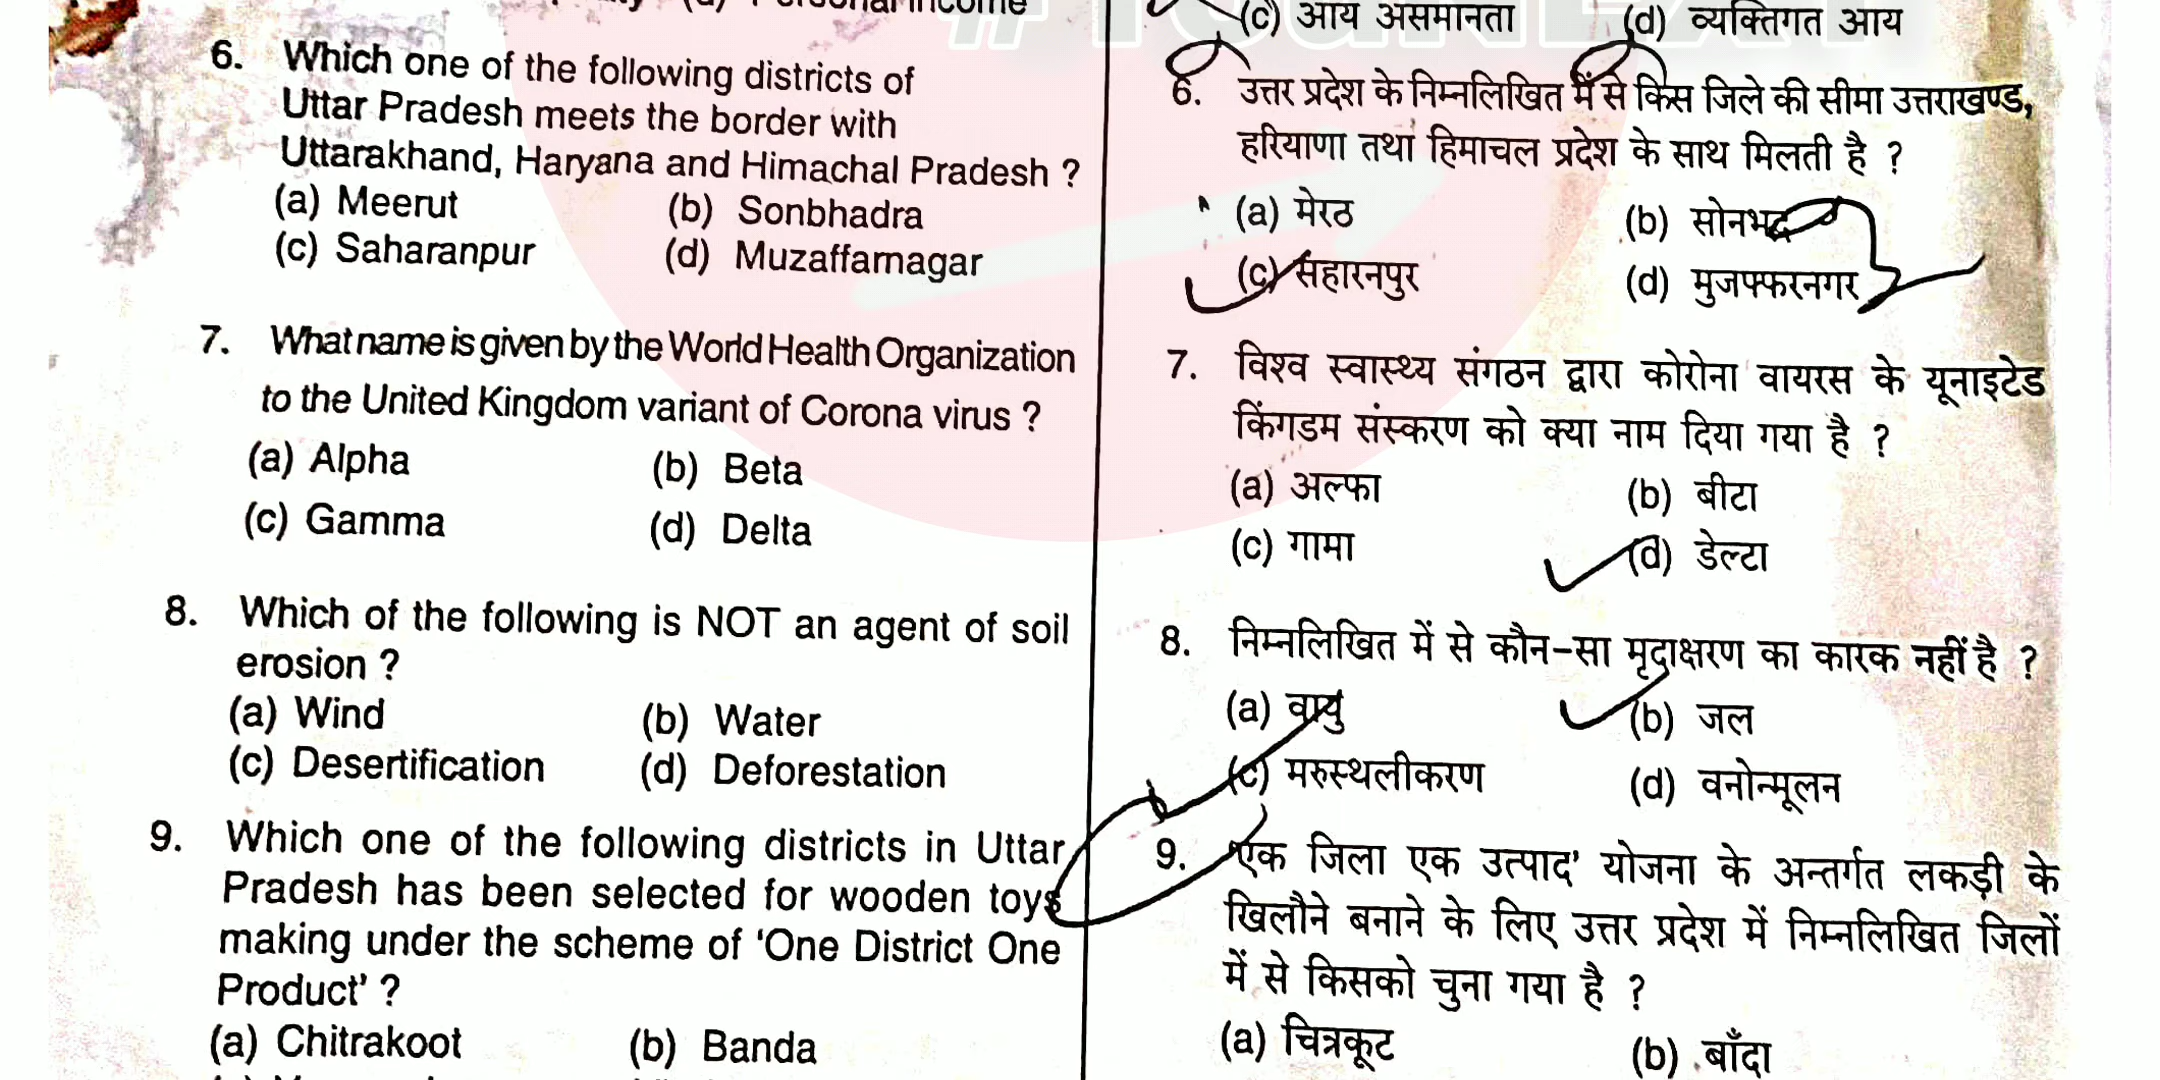 (c) आय असमानता (d) व्यक्तिगत आय
6. Which one of the following districts of
Uttar Pradesh meets the border with
Uttarakhand, Haryana and Himachal Pradesh ?
(a) Meerut (b) Sonbhadra
(c) Saharanpur (d) Muzaffarnagar
7. What name is given by the World Health Organization
to the United Kingdom variant of Corona virus ?
(a) Alpha (b) Beta
(c) Gamma (d) Delta
8. Which of the following is NOT an agent of soil
erosion ?
(a) Wind (b) Water
(c) Desertification (d) Deforestation
9. Which one of the following districts in Uttar
Pradesh has been selected for wooden toys
making under the scheme of ‘One District One
Product’ ?
(a) Chitrakoot (b) Banda
6. उत्तर प्रदेश के निम्नलिखित में से किस जिले की सीमा उत्तराखण्ड,
हरियाणा तथा हिमाचल प्रदेश के साथ मिलती है ?
(a) मेरठ (b) सोनभद्र
(c) सहारनपुर (d) मुजफ्फरनगर
7. विश्व स्वास्थ्य संगठन द्वारा कोरोना वायरस के यूनाइटेड
किंगडम संस्करण को क्या नाम दिया गया है ?
(a) अल्फा (b) बीटा
(c) गामा (d) डेल्टा
8. निम्नलिखित में से कौन-सा मृदाक्षरण का कारक नहीं है ?
(a) वायु (b) जल
(c) मरुस्थलीकरण (d) वनोन्मूलन
9. ‘एक जिला एक उत्पाद’ योजना के अन्तर्गत लकड़ी के
खिलौने बनाने के लिए उत्तर प्रदेश में निम्नलिखित जिलों
में से किसको चुना गया है ?
(a) चित्रकूट (b) बाँदा